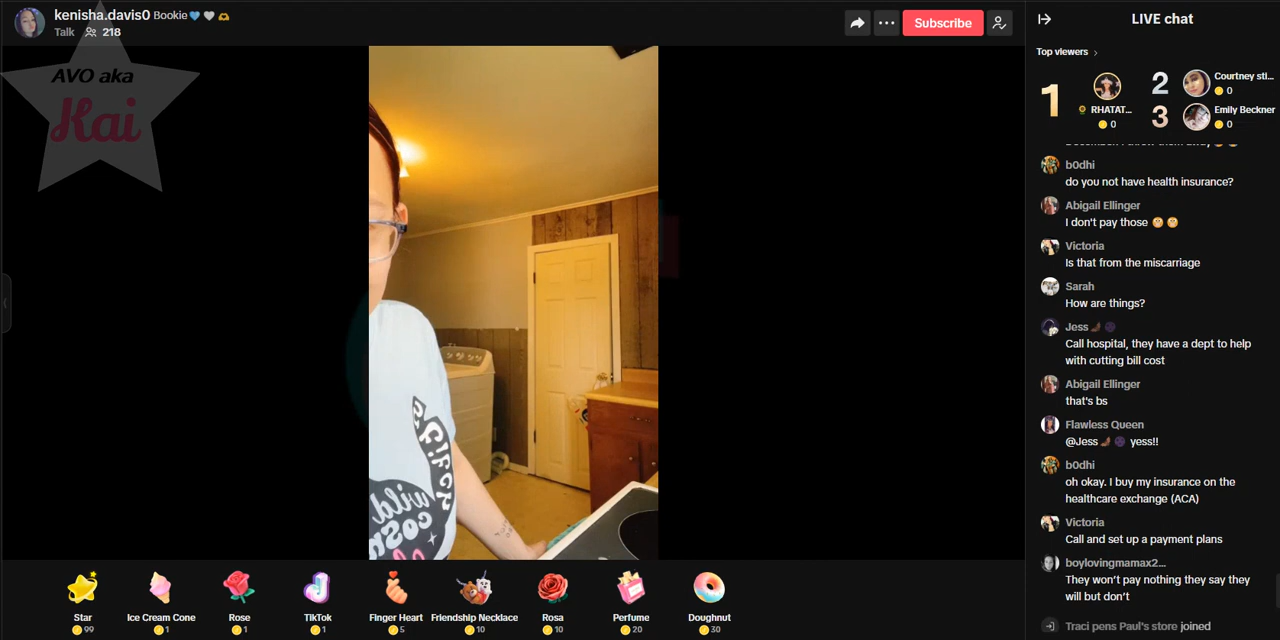 kenisha.davis0 Bookie
Talk 218
Subscribe
AVO aka
Kai
wild
LIVE chat
Top viewers >
1 RHATAT... 0
2 Courtney sti... 0
3 Emily Beckner 0
b0dhi
do you not have health insurance?
Abigail Ellinger
I don't pay those
Victoria
Is that from the miscarriage
Sarah
How are things?
Jess
Call hospital, they have a dept to help
with cutting bill cost
Abigail Ellinger
that's bs
Flawless Queen
@Jess yess!!
b0dhi
oh okay. I buy my insurance on the
healthcare exchange (ACA)
Victoria
Call and set up a payment plans
boylovingmamax2...
They won't pay nothing they say they
will but don't
Traci pens Paul's store joined
Star Ice Cream Cone Rose TikTok Finger Heart Friendship Necklace Rosa Perfume Doughnut
99 1 1 1 5 10 10 20 30